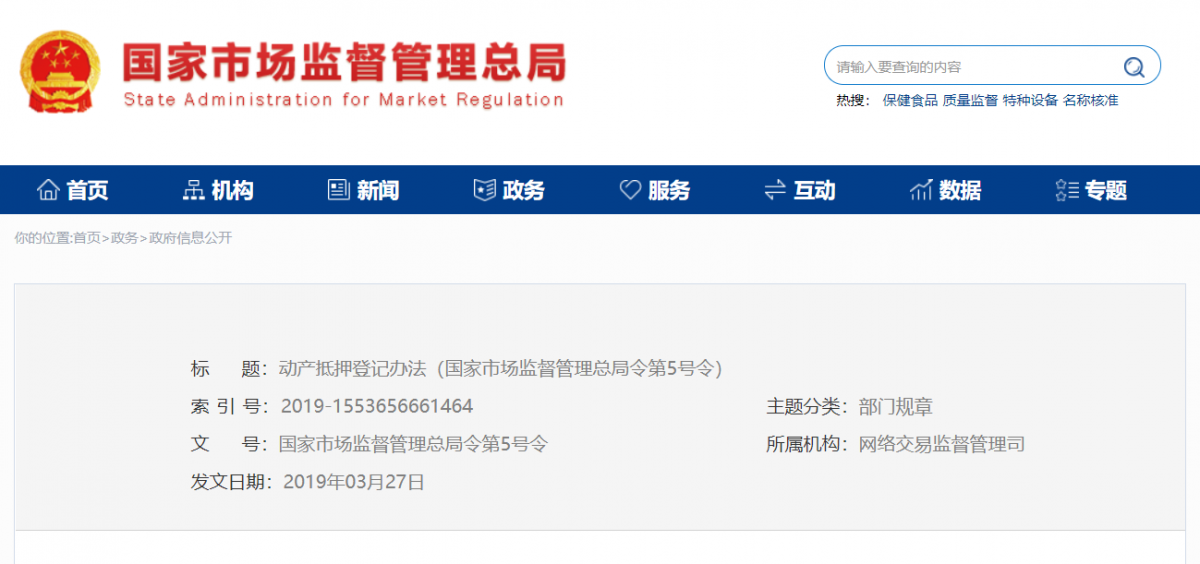 国家市场监督管理总局
State Administration for Market Regulation
请输入要查询的内容
热搜： 保健食品 质量监督 特种设备 名称核准
首页 机构 新闻 政务 服务 互动 数据 专题
你的位置:首页>政务>政府信息公开
标 题：动产抵押登记办法（国家市场监督管理总局令第5号令）
索 引 号：2019-1553656661464 主题分类：部门规章
文 号：国家市场监督管理总局令第5号令 所属机构：网络交易监督管理司
发文日期：2019年03月27日